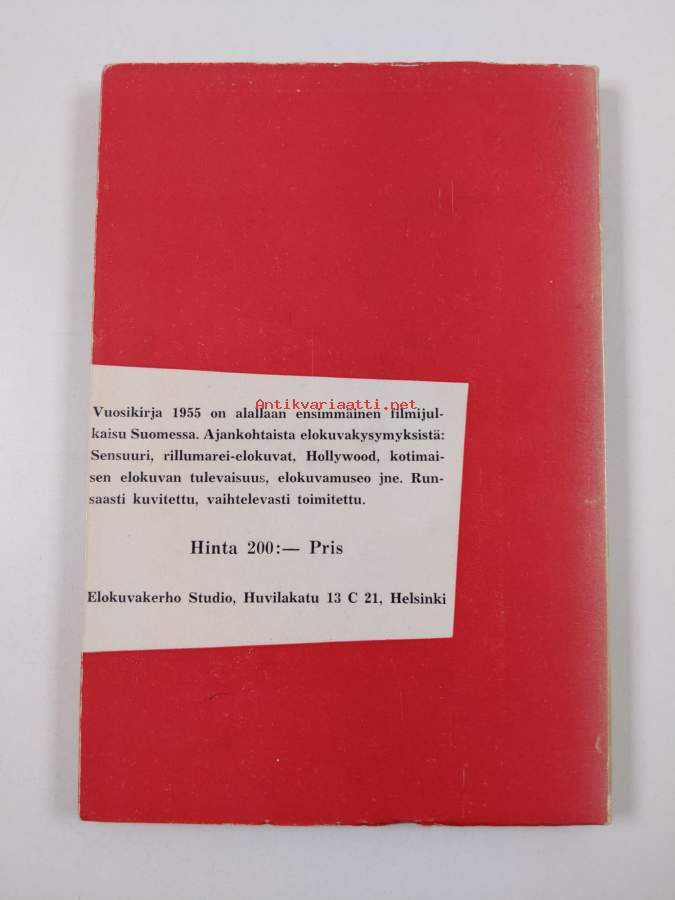 Antikvariaatti.net
Vuosikirja 1955 on alallaan ensimmäinen filmijul-
kaisu Suomessa. Ajankohtaista elokuvakysymyksistä:
Sensuuri, rillumarei-elokuvat, Hollywood, kotimai-
sen elokuvan tulevaisuus, elokuvamuseo jne. Run-
saasti kuvitettu, vaihtelevasti toimitettu.
Hinta 200:— Pris
Elokuvakerho Studio, Huvilakatu 13 C 21, Helsinki